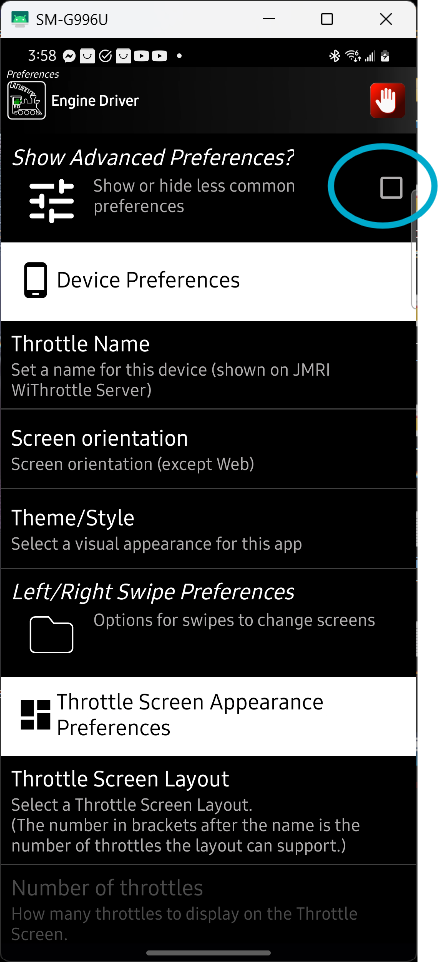 SM-G996U
3:58
Preferences
Engine Driver
Show Advanced Preferences?
Show or hide less common
preferences
Device Preferences
Throttle Name
Set a name for this device (shown on JMRI
WiThrottle Server)
Screen orientation
Screen orientation (except Web)
Theme/Style
Select a visual appearance for this app
Left/Right Swipe Preferences
Options for swipes to change screens
Throttle Screen Appearance
Preferences
Throttle Screen Layout
Select a Throttle Screen Layout.
(The number in brackets after the name is the
number of throttles the layout can support.)
Number of throttles
How many throttles to display on the Throttle
Screen.